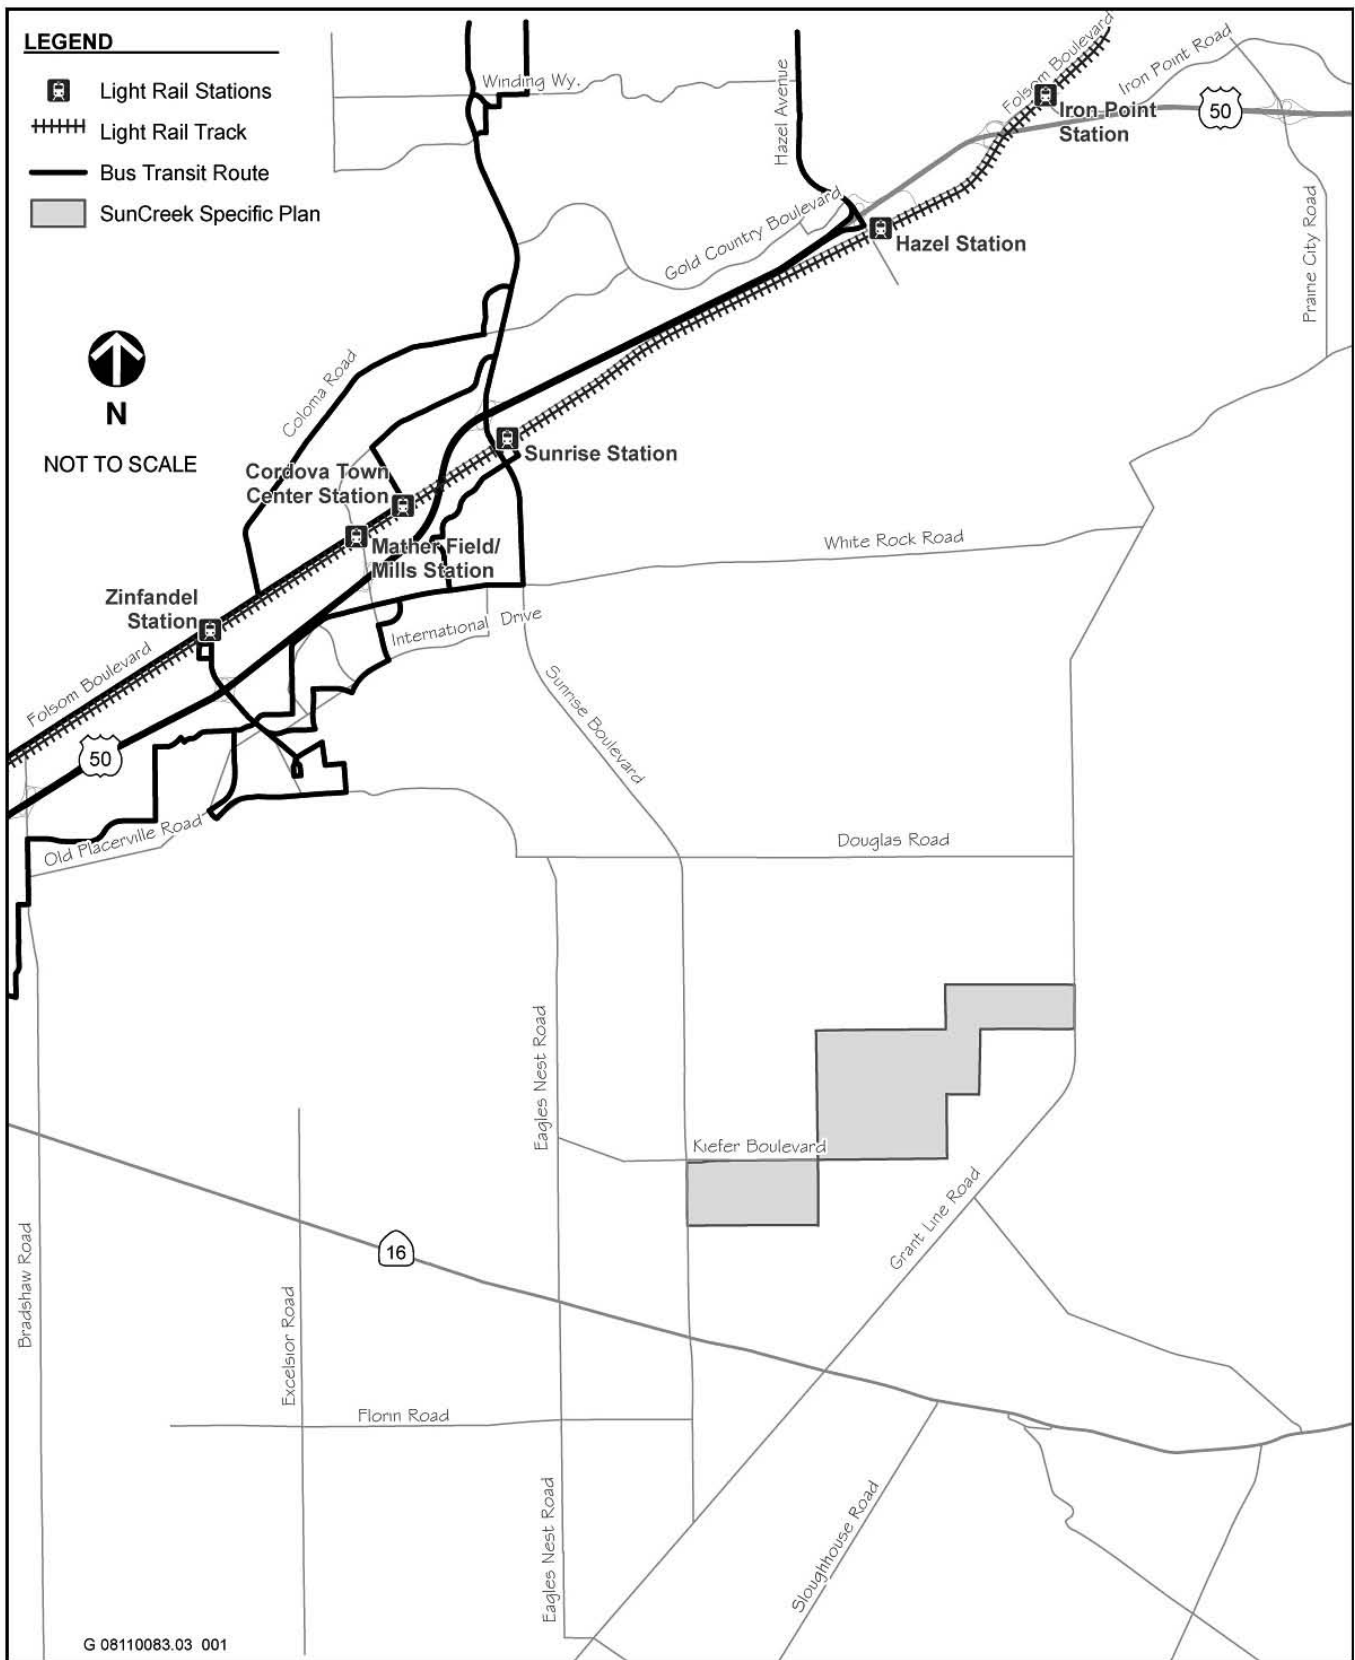 LEGEND
Light Rail Stations
Light Rail Track
Bus Transit Route
SunCreek Specific Plan
N
NOT TO SCALE
Winding Wy.
Hazel Avenue
Folsom Boulevard
Iron Point Road
Iron Point
Station
50
Prairie City Road
Gold Country Boulevard
Hazel Station
Coloma Road
Sunrise Station
Cordova Town
Center Station
Mather Field/
Mills Station
White Rock Road
Zinfandel
Station
International Drive
Folsom Boulevard
Sunrise Boulevard
50
Old Placerville Road
Douglas Road
Eagles Nest Road
Kiefer Boulevard
Grant Line Road
Bradshaw Road
16
Excelsior Road
Florin Road
Eagles Nest Road
Sloughhouse Road
G 08110083.03 001